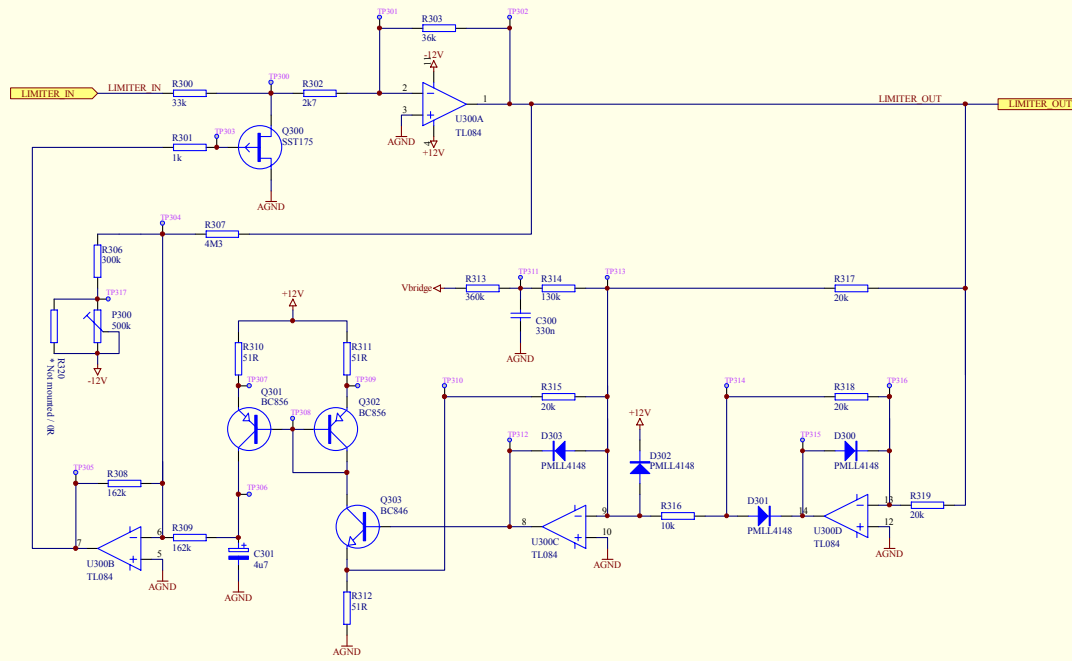 TP301
TP302
R303
36k
-12V
11
TP300
LIMITER_IN
LIMITER_IN
R300
33k
R302
2k7
2
3
1
U300A
TL084
AGND
4
+12V
LIMITER_OUT
LIMITER_OUT
TP303
R301
1k
Q300
SST175
AGND
TP304
R307
4M3
R306
300k
TP317
P300
500k
-12V
R320
* Not mounted / 0R
+12V
R310
51R
R311
51R
TP307
TP309
Q301
BC856
Q302
BC856
TP308
TP306
TP305
R308
162k
R309
162k
7
6
5
U300B
TL084
AGND
C301
4u7
AGND
Q303
BC846
R312
51R
AGND
Vbridge
R313
360k
TP311
R314
130k
TP313
C300
330n
AGND
R317
20k
TP310
R315
20k
TP312
D303
PMLL4148
+12V
D302
PMLL4148
8
9
10
U300C
TL084
AGND
R316
10k
TP314
R318
20k
TP316
TP315
D300
PMLL4148
D301
PMLL4148
14
13
12
U300D
TL084
R319
20k
AGND